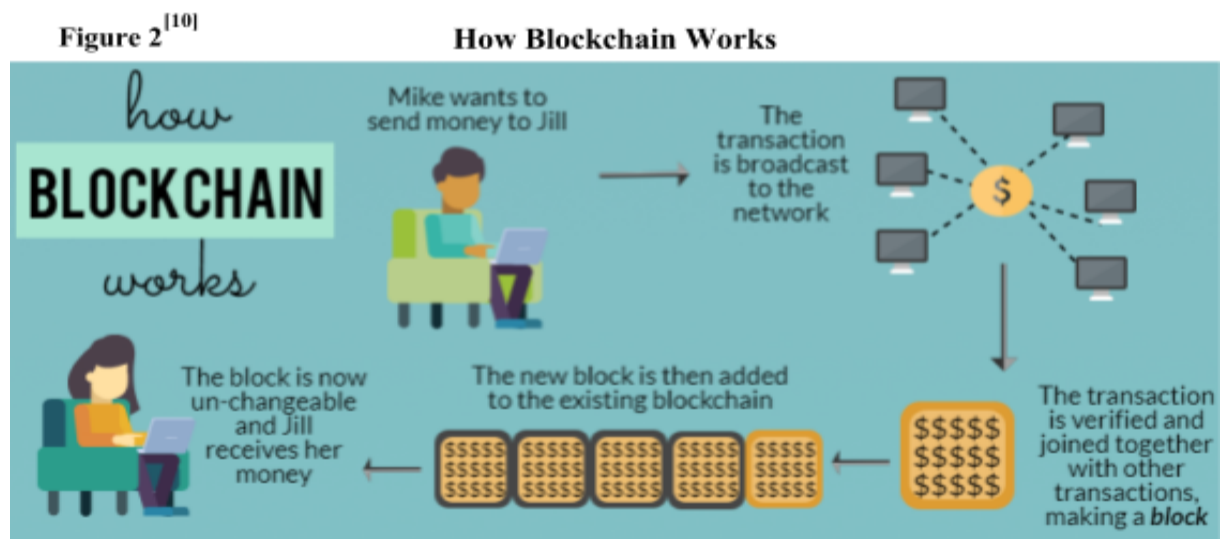 Figure 2[10] How Blockchain Works
how
BLOCKCHAIN
works
Mike wants to
send money to Jill
The
transaction
is broadcast
to the
network
$
The transaction
is verified and
joined together
with other
transactions,
making a block
$$$$$
$$$$$
$$$$$
The new block is then added
to the existing blockchain
$$$$$ $$$$$ $$$$$ $$$$$ $$$$$
$$$$$ $$$$$ $$$$$ $$$$$ $$$$$
$$$$$ $$$$$ $$$$$ $$$$$ $$$$$
The block is now
un-changeable
and Jill
receives her
money